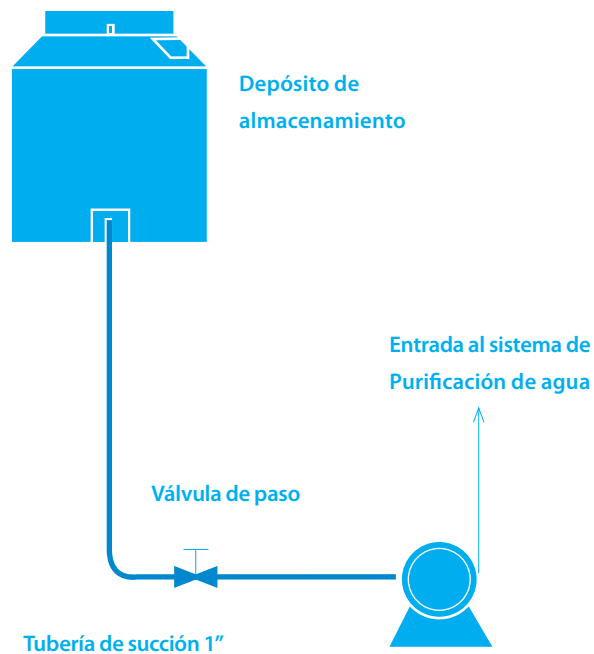 Depósito de
almacenamiento
Entrada al sistema de
Purificación de agua
Válvula de paso
Tubería de succión 1”